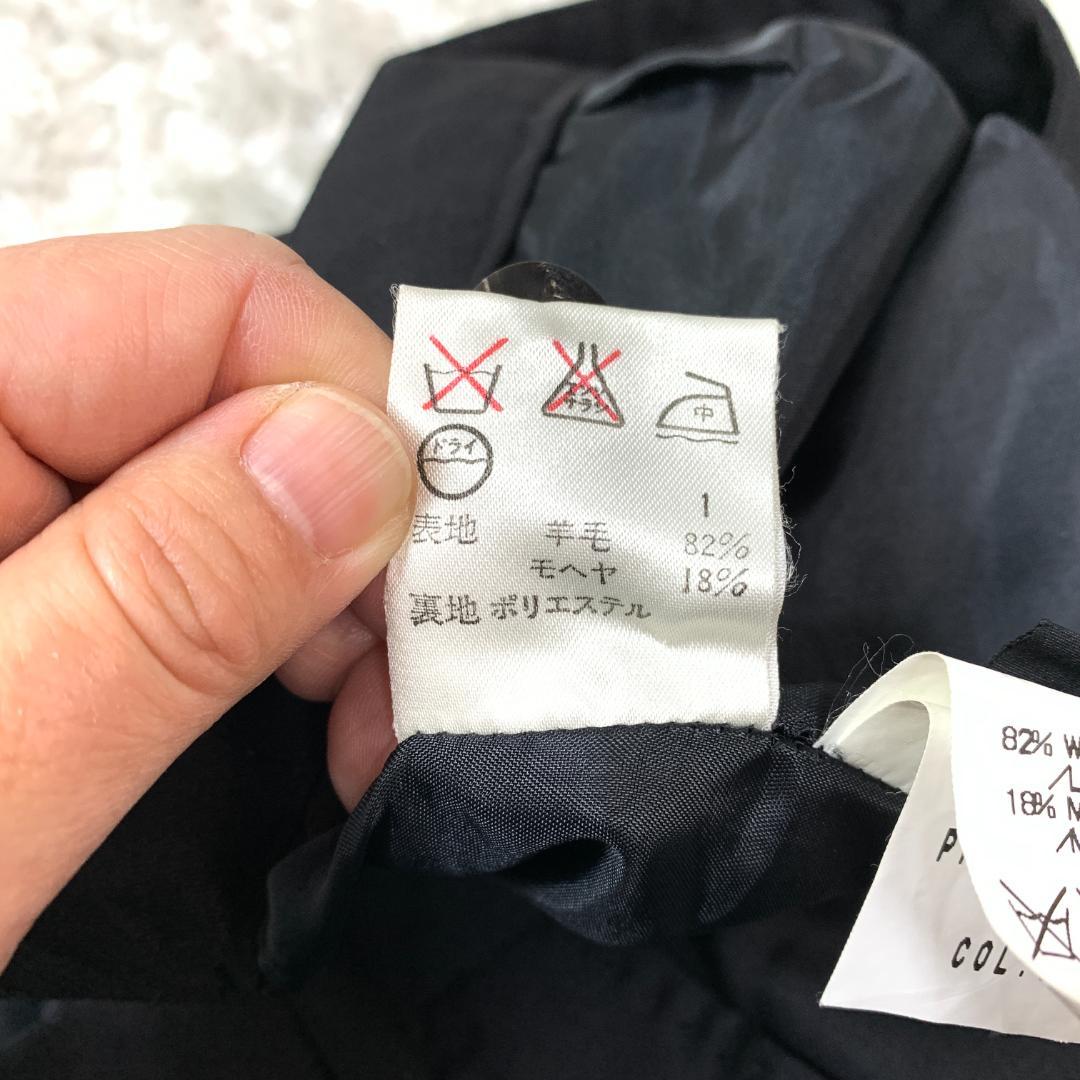 中
ドライ
1
表地 羊毛 82%
モヘヤ 18%
裏地 ポリエステル
82% W
18% M
COL.